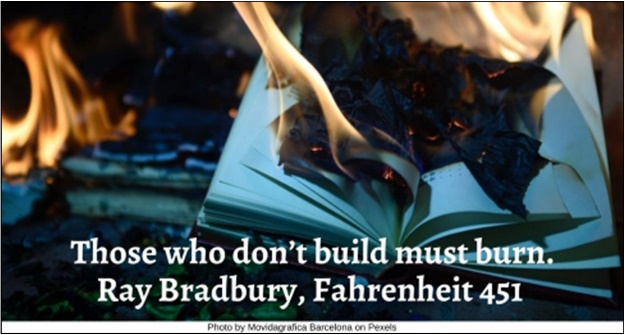 Those who don't build must burn.
Ray Bradbury, Fahrenheit 451
Photo by Movidagrafica Barcelona on Pexels